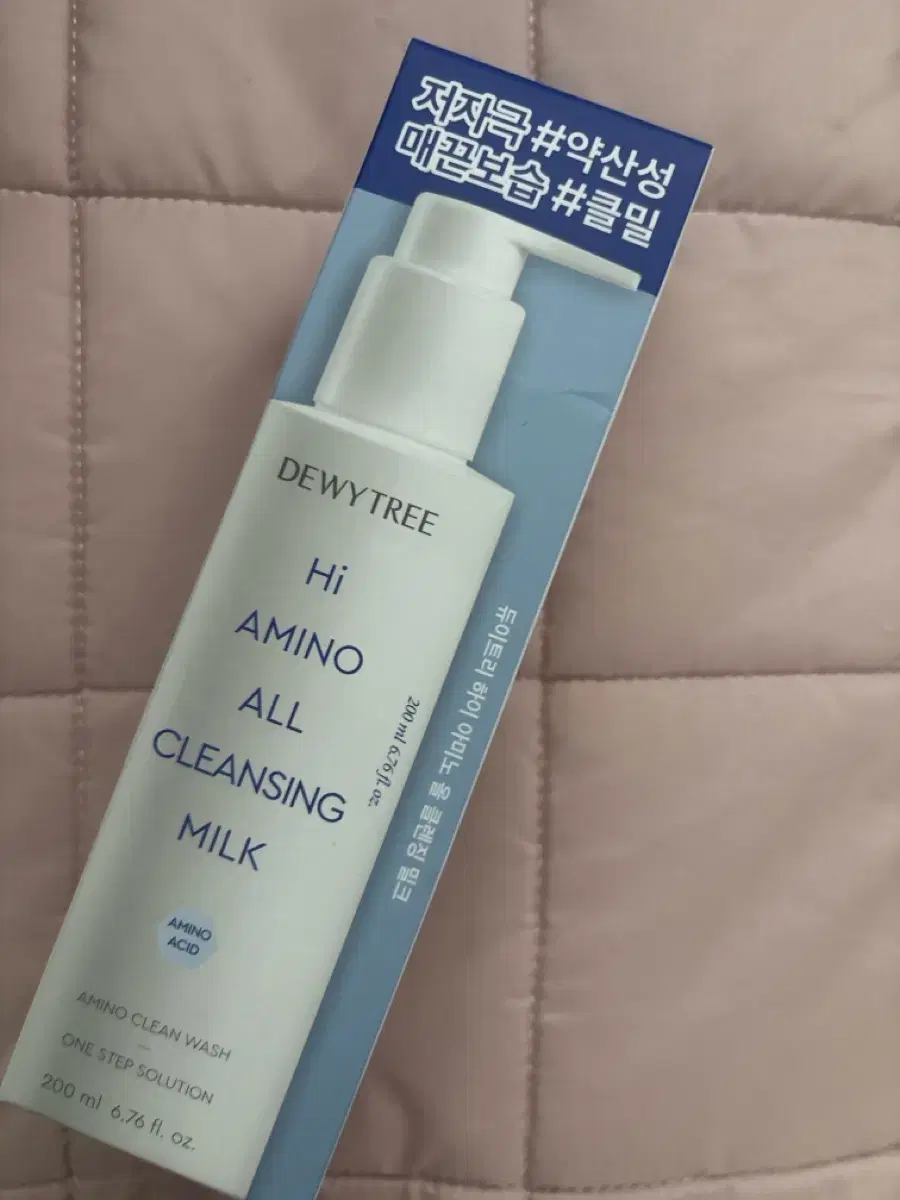 저자극 #약산성
매끈보습 #클밀
DEWYTREE
Hi
AMINO
ALL
CLEANSING
MILK
200 ml 6.76 fl. oz.
듀이트리 하이 아미노 올 클렌징 밀크
AMINO
ACID
AMINO CLEAN WASH
ONE STEP SOLUTION
200 ml 6.76 fl. oz.